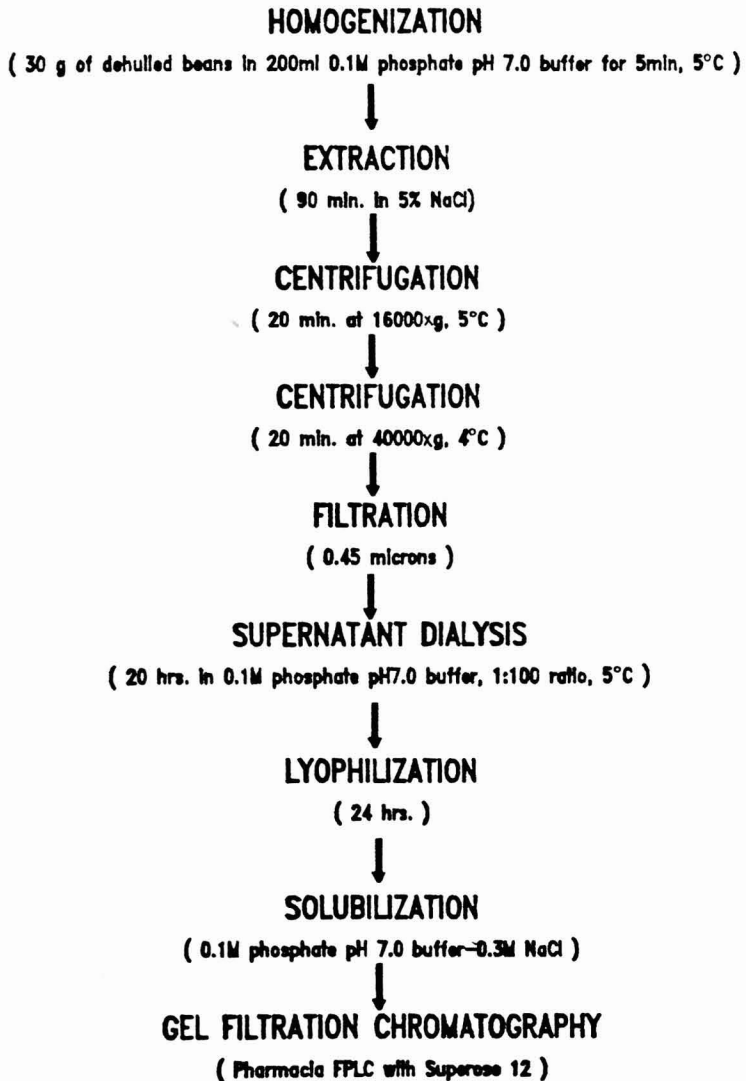 HOMOGENIZATION
( 30 g of dehulled beans in 200ml 0.1M phosphate pH 7.0 buffer for 5min, 5°C )
EXTRACTION
( 90 min. in 5% NaCl)
CENTRIFUGATION
( 20 min. at 16000xg, 5°C )
CENTRIFUGATION
( 20 min. at 40000xg, 4°C )
FILTRATION
( 0.45 microns )
SUPERNATANT DIALYSIS
( 20 hrs. in 0.1M phosphate pH7.0 buffer, 1:100 ratio, 5°C )
LYOPHILIZATION
( 24 hrs. )
SOLUBILIZATION
( 0.1M phosphate pH 7.0 buffer-0.3M NaCl )
GEL FILTRATION CHROMATOGRAPHY
( Pharmacia FPLC with Superose 12 )